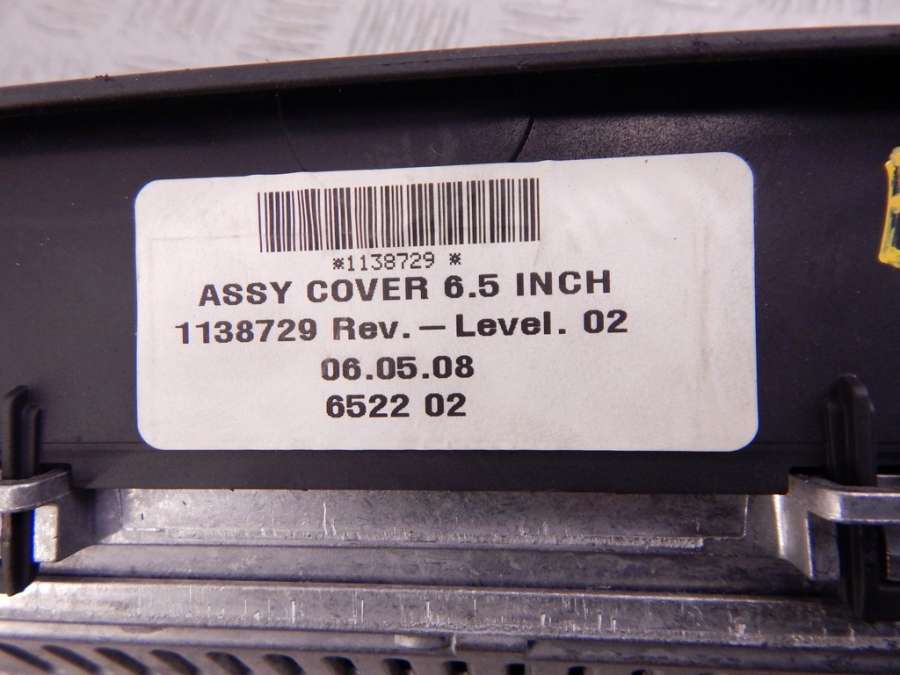 *1138729 *
ASSY COVER 6.5 INCH
1138729 Rev.–Level. 02
06.05.08
6522 02